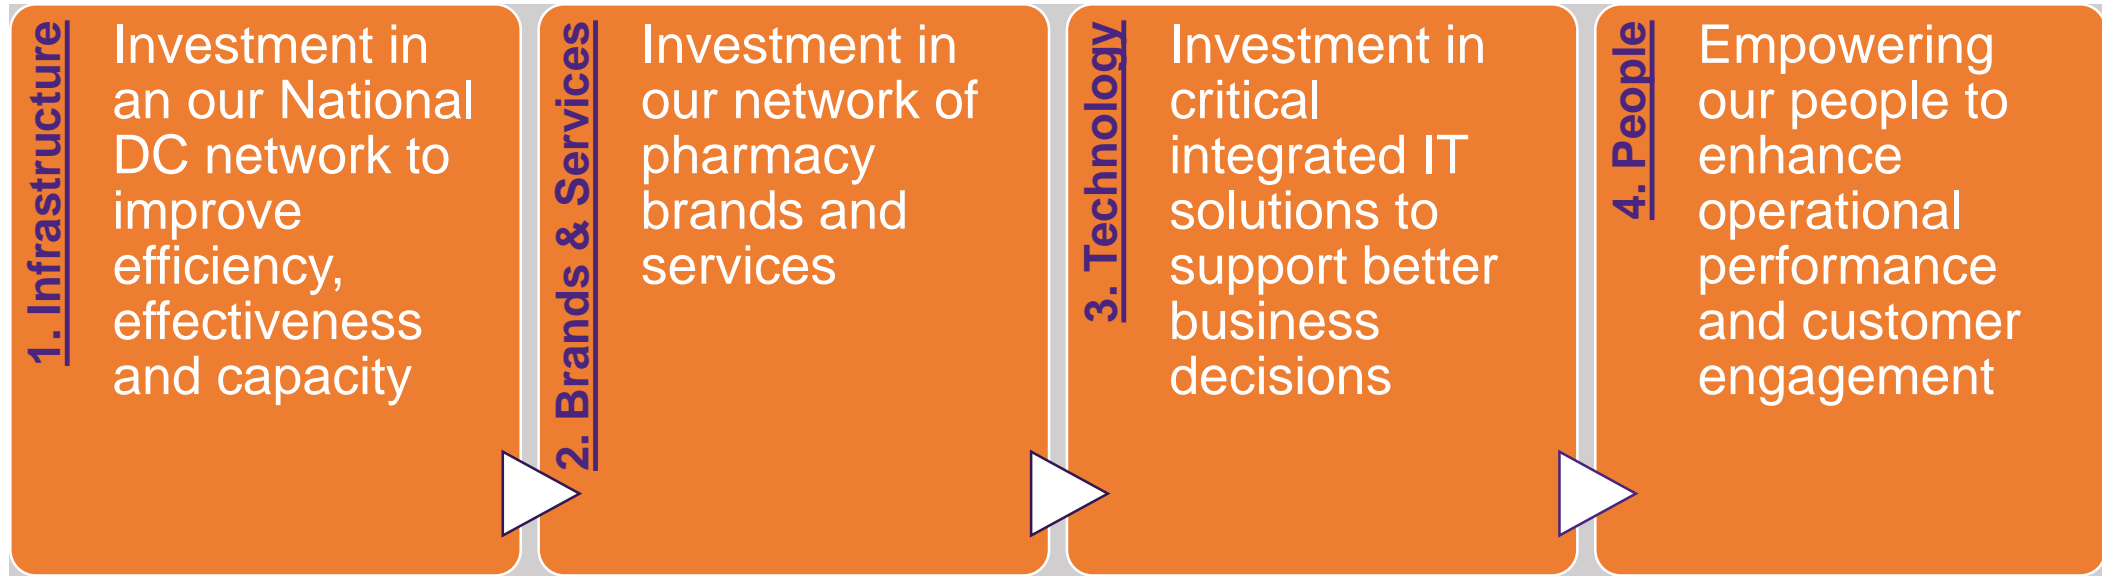 1. Infrastructure
Investment in
an our National
DC network to
improve
efficiency,
effectiveness
and capacity
2. Brands & Services
Investment in
our network of
pharmacy
brands and
services
3. Technology
Investment in
critical
integrated IT
solutions to
support better
business
decisions
4. People
Empowering
our people to
enhance
operational
performance
and customer
engagement